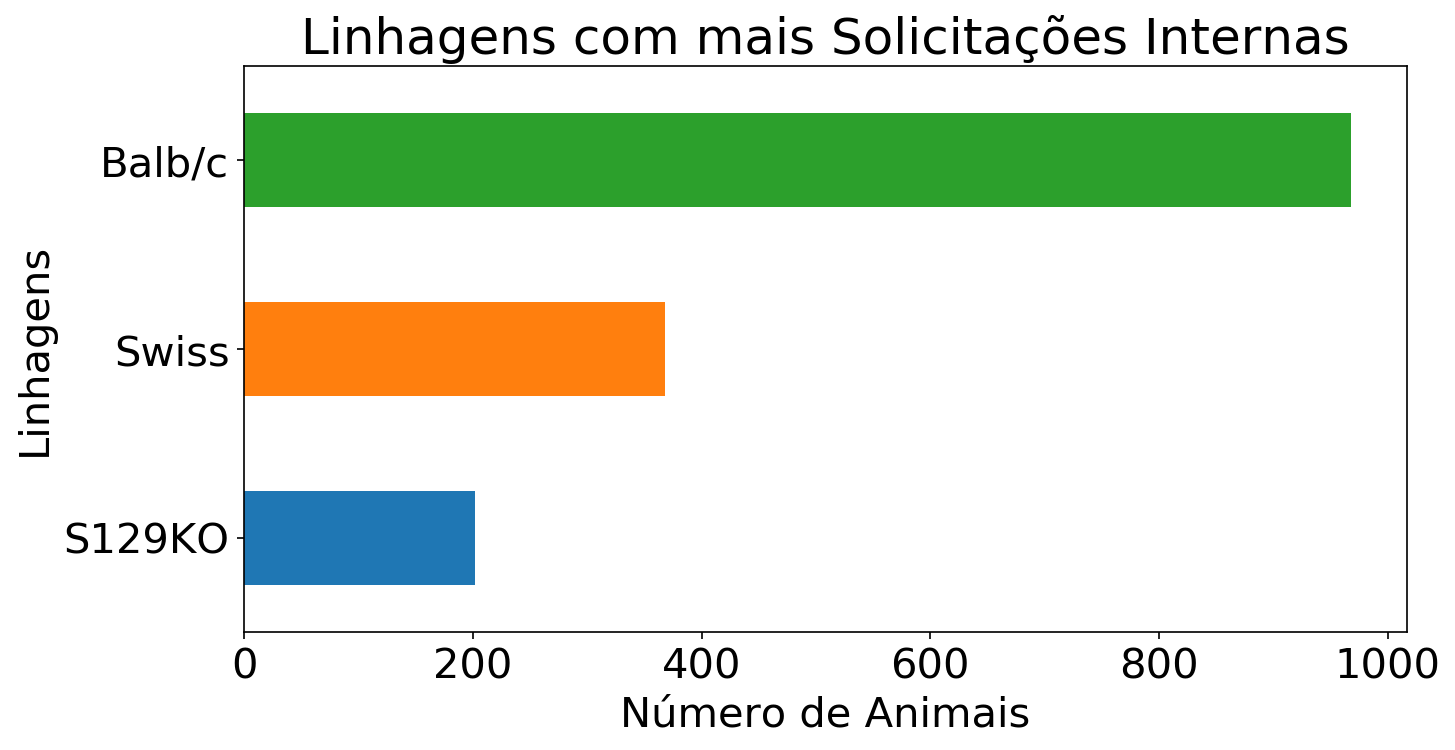 Linhagens com mais Solicitações Internas
Linhagens
Balb/c
Swiss
S129KO
0 200 400 600 800 1000
Número de Animais